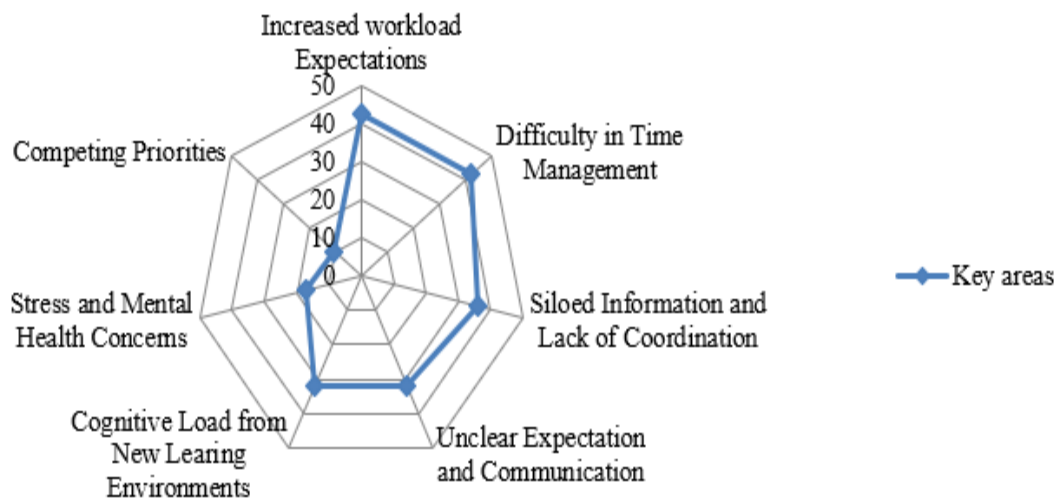 Increased workload
Expectations
50
40
30
20
10
0
Difficulty in Time
Management
Siloed Information and
Lack of Coordination
Unclear Expectation
and Communication
Cognitive Load from
New Learing
Environments
Stress and Mental
Health Concerns
Competing Priorities
Key areas